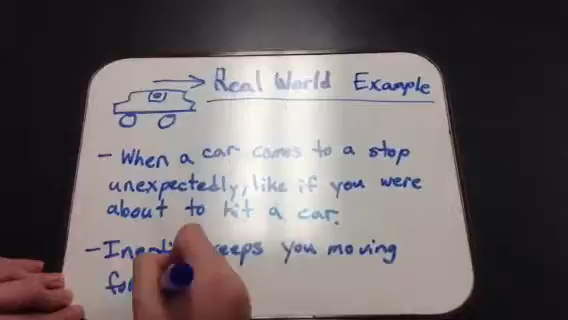 Real World Example
- When a car comes to a stop
unexpectedly, like if you were
about to hit a car.
- keeps you moving